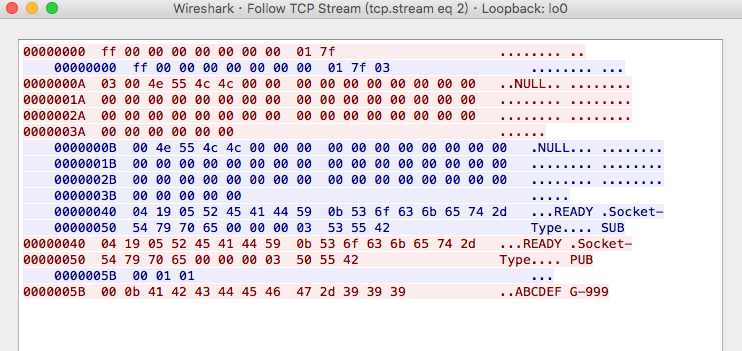 Wireshark · Follow TCP Stream (tcp.stream eq 2) · Loopback: lo0
00000000  ff 00 00 00 00 00 00 00  01 7f                    ........ ..
    00000000  ff 00 00 00 00 00 00 00  01 7f 03                 ........ ...
0000000A  03 00 4e 55 4c 4c 00 00  00 00 00 00 00 00 00 00  ..NULL.. ........
0000001A  00 00 00 00 00 00 00 00  00 00 00 00 00 00 00 00  ........ ........
0000002A  00 00 00 00 00 00 00 00  00 00 00 00 00 00 00 00  ........ ........
0000003A  00 00 00 00 00 00                                 ......
    0000000B  00 4e 55 4c 4c 00 00 00  00 00 00 00 00 00 00 00  .NULL... ........
    0000001B  00 00 00 00 00 00 00 00  00 00 00 00 00 00 00 00  ........ ........
    0000002B  00 00 00 00 00 00 00 00  00 00 00 00 00 00 00 00  ........ ........
    0000003B  00 00 00 00 00                                    .....
    00000040  04 19 05 52 45 41 44 59  0b 53 6f 63 6b 65 74 2d  ...READY .Socket-
    00000050  54 79 70 65 00 00 00 03  53 55 42                 Type.... SUB
00000040  04 19 05 52 45 41 44 59  0b 53 6f 63 6b 65 74 2d  ...READY .Socket-
00000050  54 79 70 65 00 00 00 03  50 55 42                 Type.... PUB
    0000005B  00 01 01                                          ...
0000005B  00 0b 41 42 43 44 45 46  47 2d 39 39 39           ..ABCDEF G-999